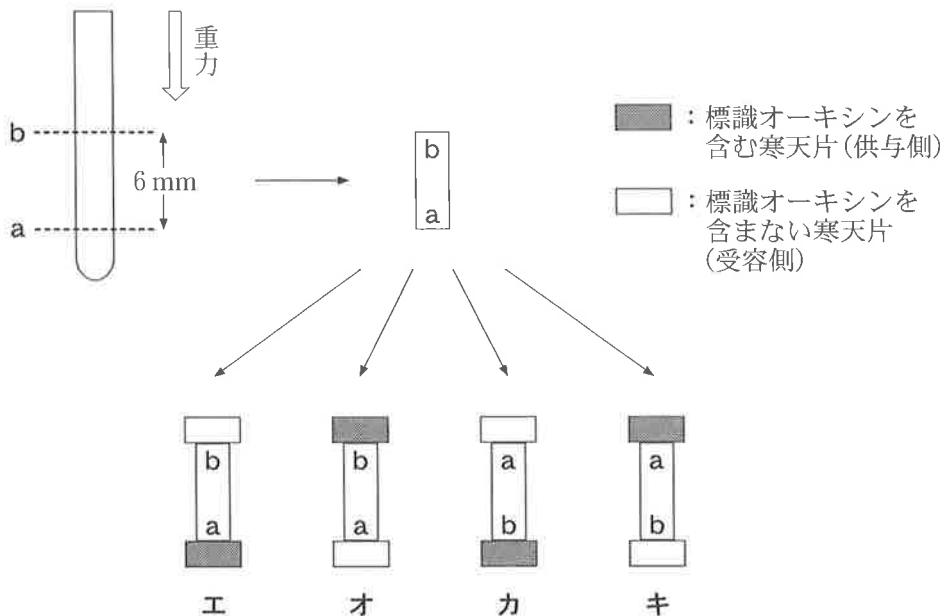 重力
b
6 mm
a
b
a
：標識オーキシンを
含む寒天片(供与側)
：標識オーキシンを
含まない寒天片
(受容側)
b
a
b
a
a
b
a
b
エ
オ
カ
キ